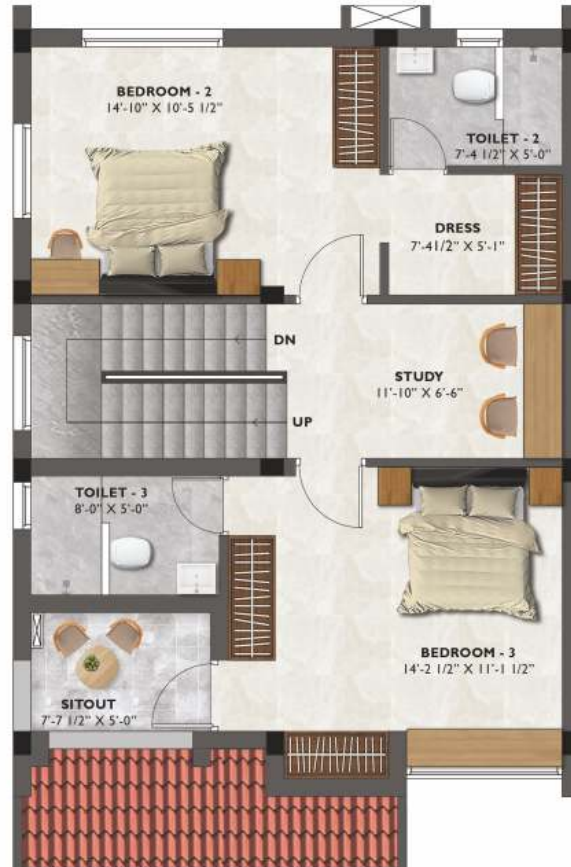 BEDROOM - 2
14'-10" X 10'-5 1/2"
TOILET - 2
7'-4 1/2" X 5'-0"
DRESS
7'-41/2" X 5'-1"
DN
STUDY
11'-10" X 6'-6"
UP
TOILET - 3
8'-0" X 5'-0"
BEDROOM - 3
14'-2 1/2" X 11'-1 1/2"
SITOUT
7'-7 1/2" X 5'-0"